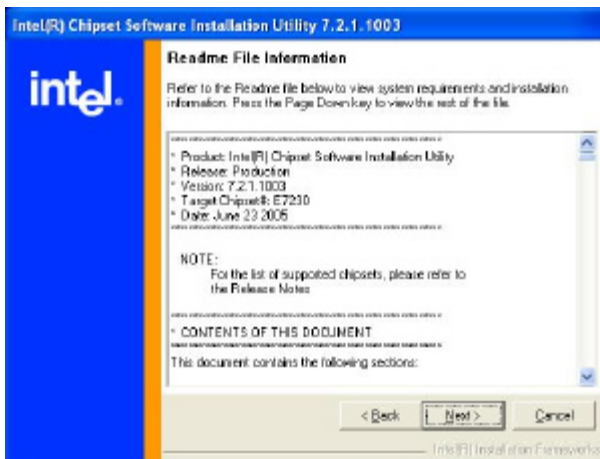 Intel(R) Chipset Software Installation Utility 7.2.1.1003
intel.
Readme File Information
Refer to the Readme file below to view system requirements and installation
information. Press the Page Down key to view the rest of the file.
* Product: Intel(R) Chipset Software Installation Utility
* Release: Production
* Version: 7.2.1.1003
* Target Chipset#: E7230
* Date: June 23 2005
NOTE:
For the list of supported chipsets, please refer to
the Release Notes
* CONTENTS OF THIS DOCUMENT
This document contains the following sections:
< Back
Next >
Cancel
Intel(R) Installation Frameworks